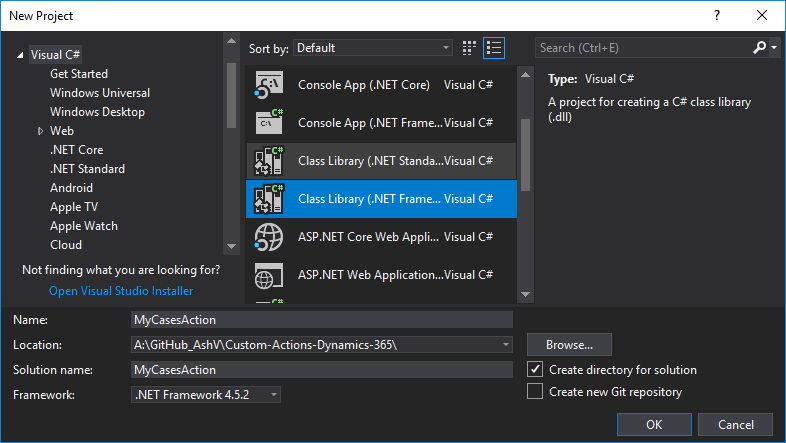 New Project
?
Visual C#
Get Started
Windows Universal
Windows Desktop
Web
.NET Core
.NET Standard
Android
Apple TV
Apple Watch
Cloud
Not finding what you are looking for?
Open Visual Studio Installer
Sort by: Default
Console App (.NET Core) Visual C#
Console App (.NET Frame... Visual C#
Class Library (.NET Standa... Visual C#
Class Library (.NET Frame... Visual C#
ASP.NET Core Web Appli... Visual C#
ASP.NET Web Application... Visual C#
Search (Ctrl+E)
Type: Visual C#
A project for creating a C# class library
(.dll)
Name: MyCasesAction
Location: A:\GitHub_AshV\Custom-Actions-Dynamics-365\
Browse...
Solution name: MyCasesAction
Create directory for solution
Framework: .NET Framework 4.5.2
Create new Git repository
OK
Cancel